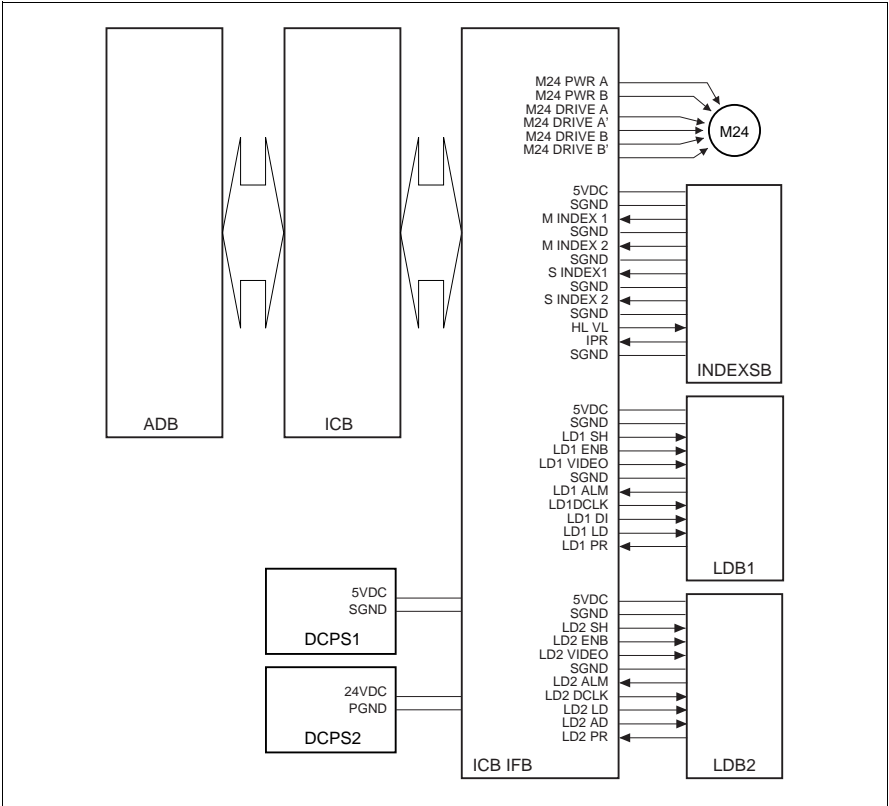 M24 PWR A
M24 PWR B
M24 DRIVE A
M24 DRIVE A'
M24 DRIVE B
M24 DRIVE B'
M24
5VDC
SGND
M INDEX 1
SGND
M INDEX 2
SGND
S INDEX1
SGND
S INDEX 2
SGND
HL VL
IPR
SGND
INDEXSB
ADB
ICB
5VDC
SGND
LD1 SH
LD1 ENB
LD1 VIDEO
SGND
LD1 ALM
LD1DCLK
LD1 DI
LD1 LD
LD1 PR
LDB1
5VDC
SGND
DCPS1
24VDC
PGND
DCPS2
5VDC
SGND
LD2 SH
LD2 ENB
LD2 VIDEO
SGND
LD2 ALM
LD2 DCLK
LD2 LD
LD2 AD
LD2 PR
LDB2
ICB IFB